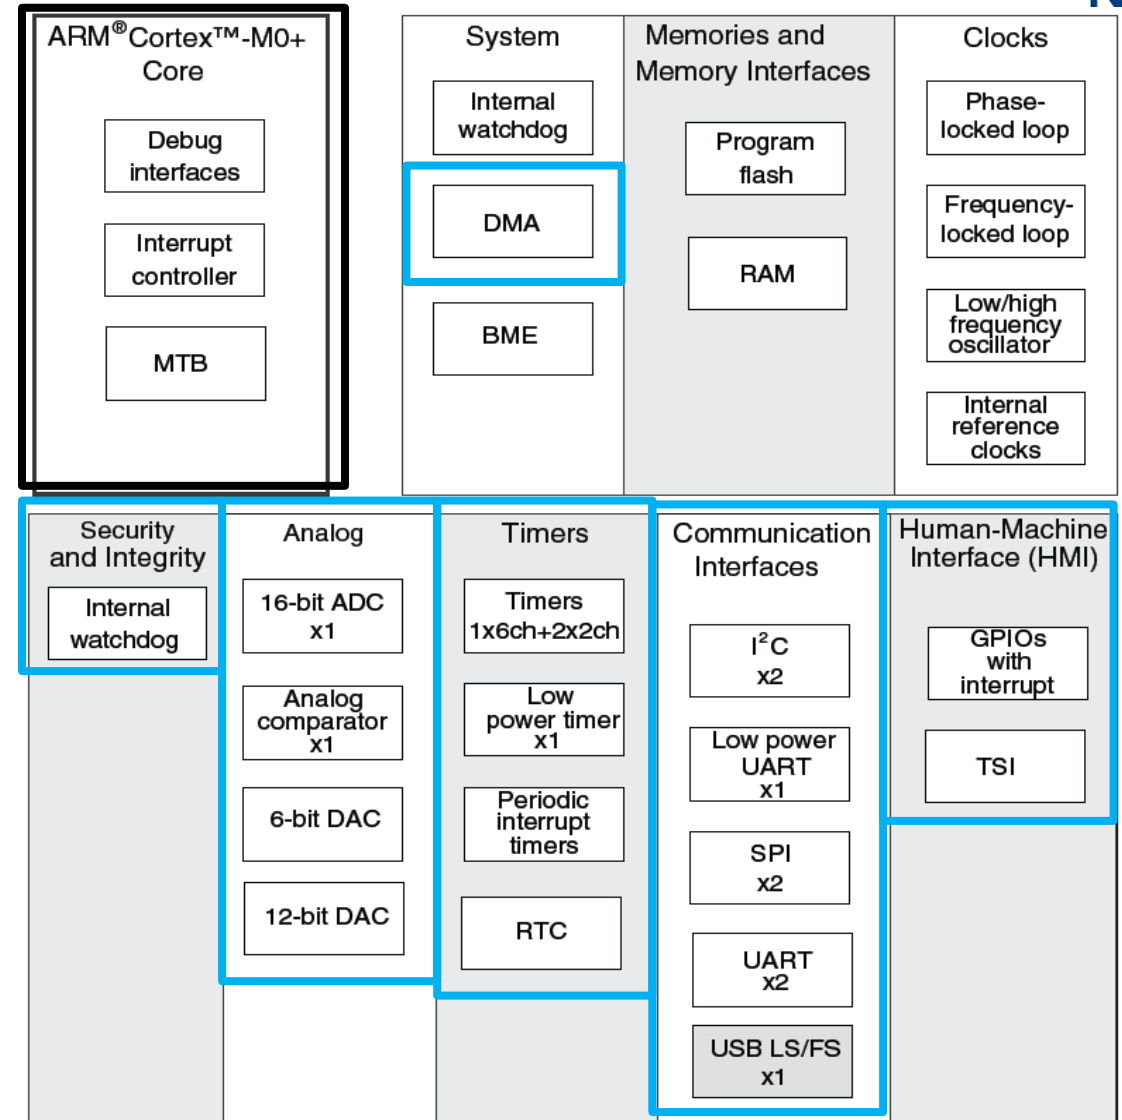 ARM®Cortex™-M0+
Core
Debug
interfaces
Interrupt
controller
MTB
System
Internal
watchdog
DMA
BME
Memories and
Memory Interfaces
Program
flash
RAM
Clocks
Phase-
locked loop
Frequency-
locked loop
Low/high
frequency
oscillator
Internal
reference
clocks
Security
and Integrity
Internal
watchdog
Analog
16-bit ADC
x1
Analog
comparator
x1
6-bit DAC
12-bit DAC
Timers
Timers
1x6ch+2x2ch
Low
power timer
x1
Periodic
interrupt
timers
RTC
Communication
Interfaces
I²C
x2
Low power
UART
x1
SPI
x2
UART
x2
USB LS/FS
x1
Human-Machine
Interface (HMI)
GPIOs
with
interrupt
TSI